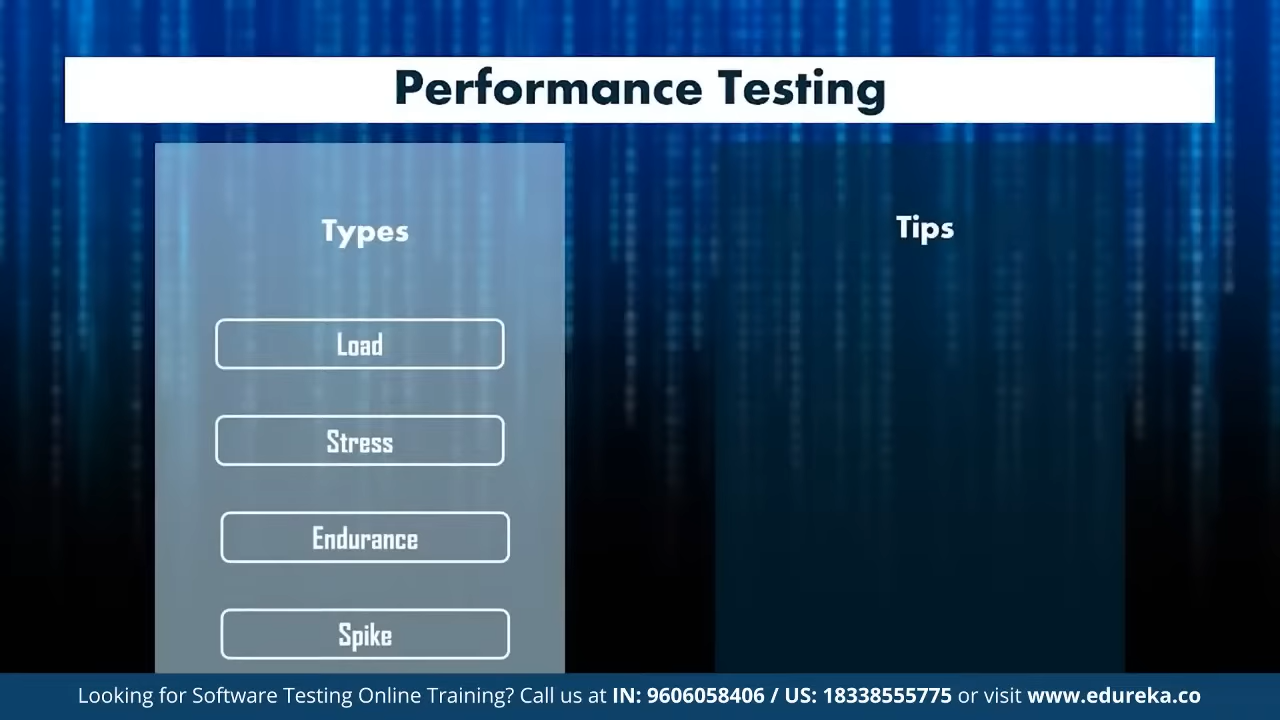 Performance Testing
Types
Load
Stress
Endurance
Spike
Tips
Looking for Software Testing Online Training? Call us at IN: 9606058406 / US: 18338555775 or visit www.edureka.co